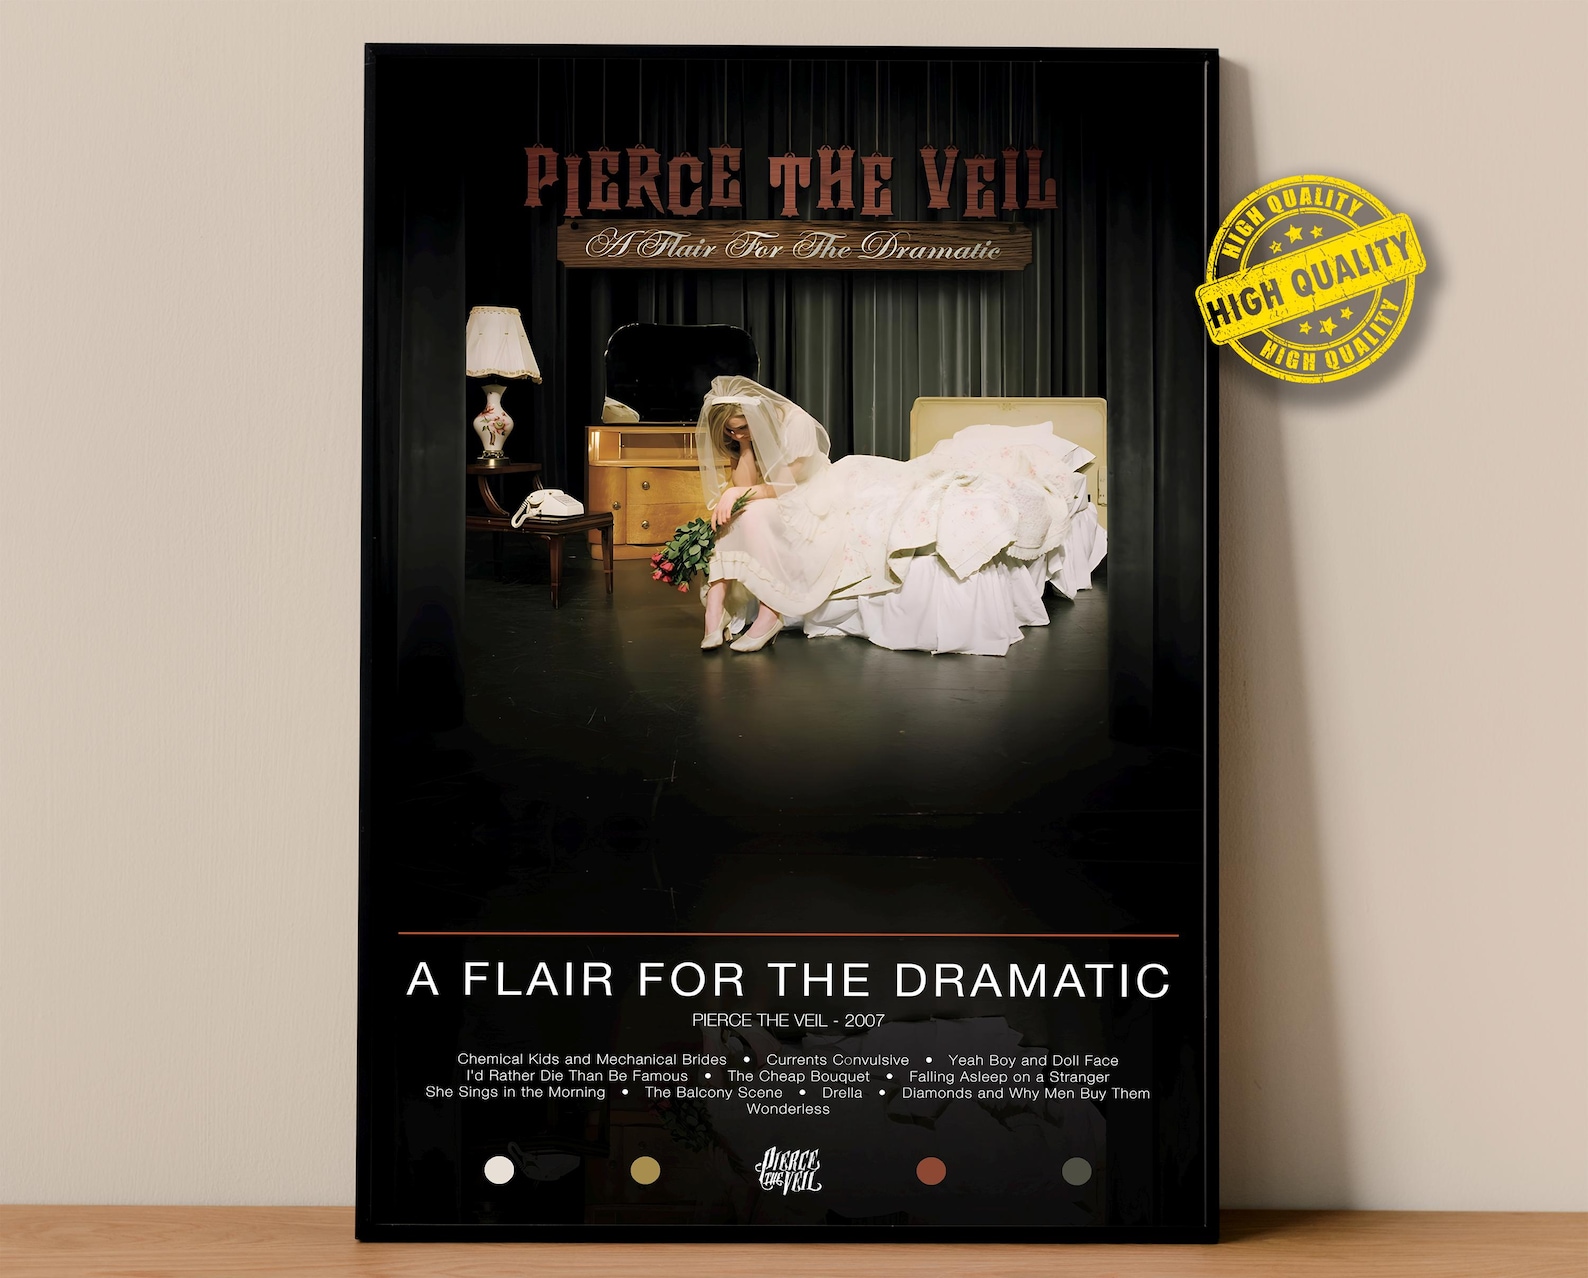 PIERCE THE VEIL
A Flair For The Dramatic
HIGH QUALITY
HIGH QUALITY
HIGH QUALITY
A FLAIR FOR THE DRAMATIC
PIERCE THE VEIL - 2007
Chemical Kids and Mechanical Brides • Currents Convulsive • Yeah Boy and Doll Face
I'd Rather Die Than Be Famous • The Cheap Bouquet • Falling Asleep on a Stranger
She Sings in the Morning • The Balcony Scene • Drella • Diamonds and Why Men Buy Them
Wonderless
PIERCE
THE VEIL